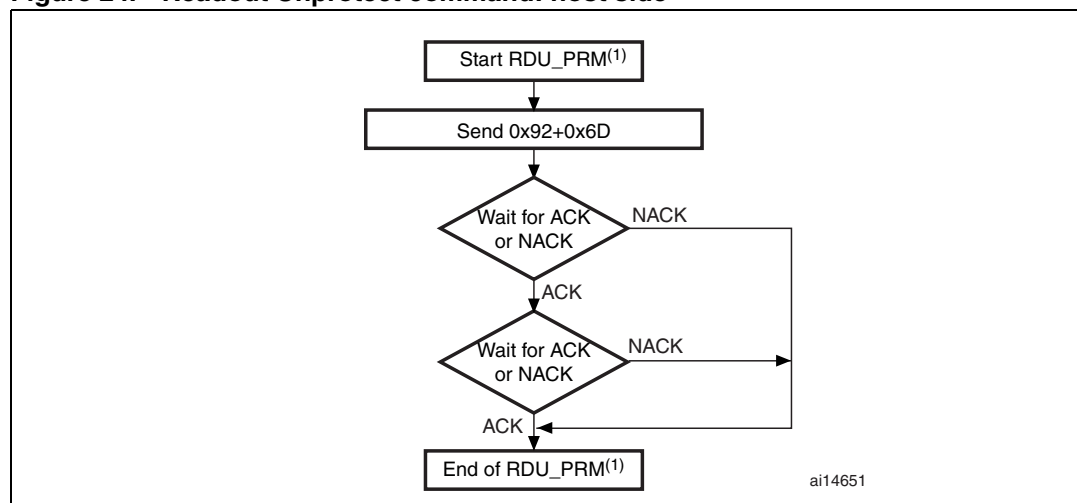 Figure 24. Readout Unprotect command: host side
Start RDU_PRM(1)
Send 0x92+0x6D
Wait for ACK
or NACK
NACK
ACK
Wait for ACK
or NACK
NACK
ACK
End of RDU_PRM(1)
ai14651